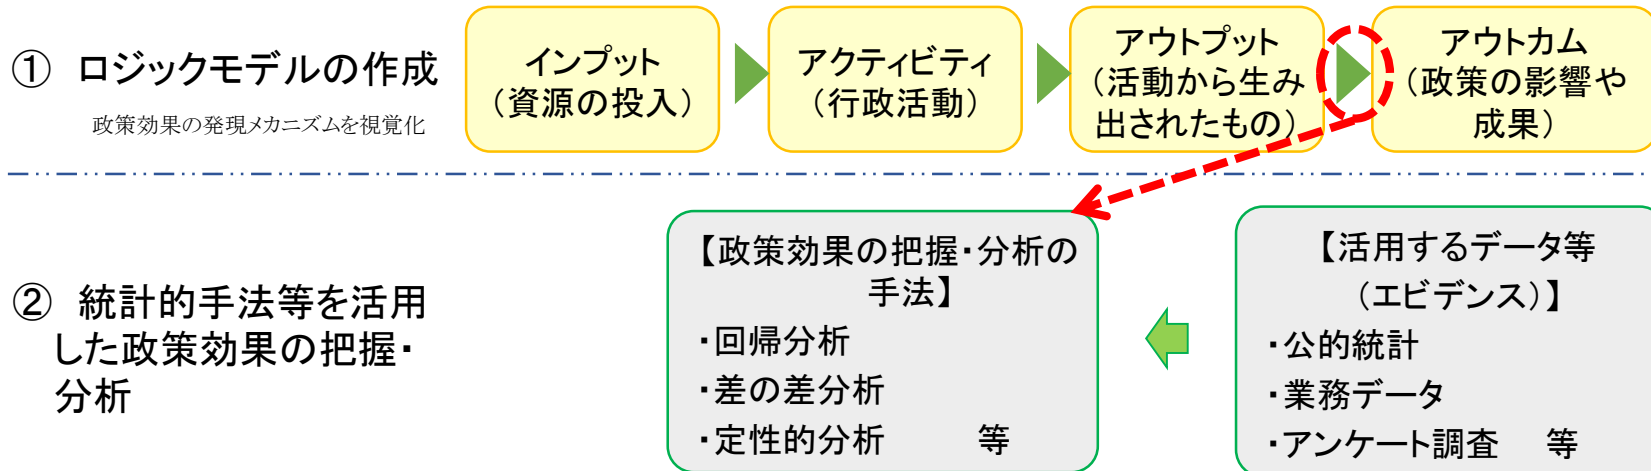 ① ロジックモデルの作成
政策効果の発現メカニズムを視覚化
インプット
(資源の投入)
アクティビティ
(行政活動)
アウトプット
(活動から生み
出されたもの)
アウトカム
(政策の影響や
成果)
② 統計的手法等を活用
した政策効果の把握・
分析
【政策効果の把握・分析の
手法】
・回帰分析
・差の差分析
・定性的分析 等
【活用するデータ等
(エビデンス)】
・公的統計
・業務データ
・アンケート調査 等